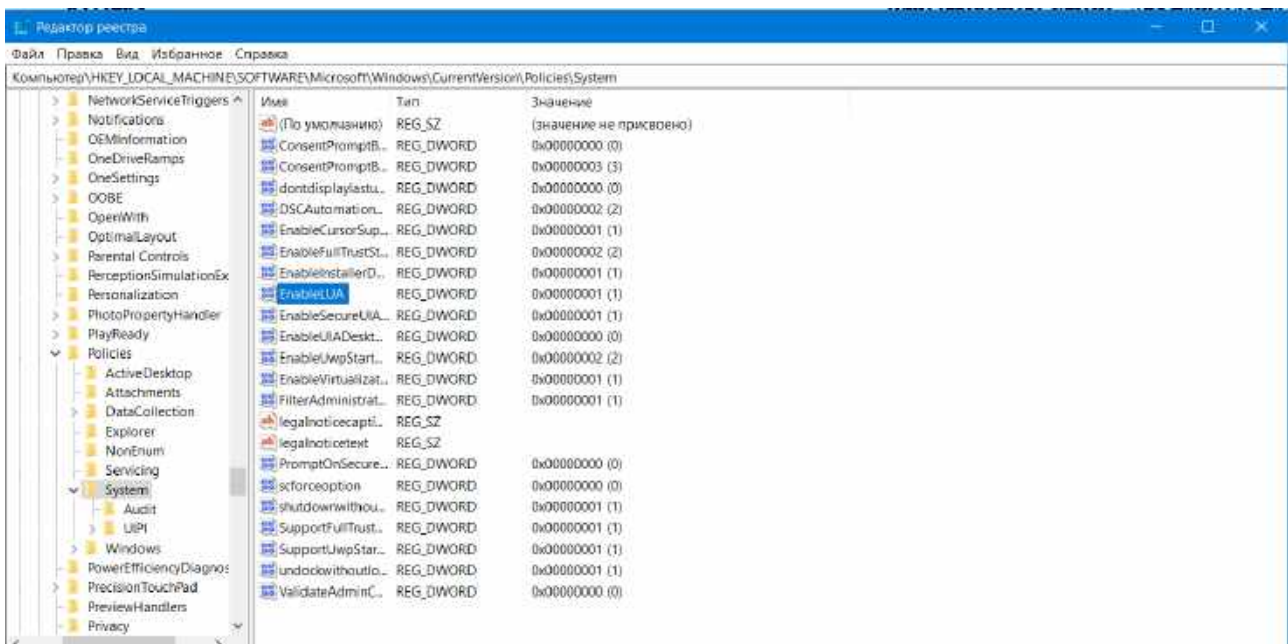 Редактор реестра
Файл Правка Вид Избранное Справка
Компьютер\HKEY_LOCAL_MACHINE\SOFTWARE\Microsoft\Windows\CurrentVersion\Policies\System
NetworkServiceTriggers
Notifications
OEMInformation
OneDriveRamps
OneSettings
OOBE
OpenWith
OptimalLayout
Parental Controls
PerceptionSimulationEx
Personalization
PhotoPropertyHandler
PlayReady
Policies
ActiveDesktop
Attachments
DataCollection
Explorer
NonEnum
Servicing
System
Audit
UIPI
Windows
PowerEfficiencyDiagnos
PrecisionTouchPad
PreviewHandlers
Privacy
Имя Тип Значение
(По умолчанию) REG_SZ (значение не присвоено)
ConsentPromptB... REG_DWORD 0x00000000 (0)
ConsentPromptB... REG_DWORD 0x00000003 (3)
dontdisplaylastu... REG_DWORD 0x00000000 (0)
DSCAutomation... REG_DWORD 0x00000002 (2)
EnableCursorSup... REG_DWORD 0x00000001 (1)
EnableFullTrustSt... REG_DWORD 0x00000002 (2)
EnableInstallerD... REG_DWORD 0x00000001 (1)
EnableLUA REG_DWORD 0x00000001 (1)
EnableSecureUIA... REG_DWORD 0x00000001 (1)
EnableUIADeskt... REG_DWORD 0x00000000 (0)
EnableUwpStart... REG_DWORD 0x00000002 (2)
EnableVirtualizat... REG_DWORD 0x00000001 (1)
FilterAdministrat... REG_DWORD 0x00000001 (1)
legalnoticecapti... REG_SZ
legalnoticetext REG_SZ
PromptOnSecure... REG_DWORD 0x00000000 (0)
scforceoption REG_DWORD 0x00000000 (0)
shutdownwithou... REG_DWORD 0x00000001 (1)
SupportFullTrust... REG_DWORD 0x00000001 (1)
SupportUwpStar... REG_DWORD 0x00000001 (1)
undockwithoutlo... REG_DWORD 0x00000001 (1)
ValidateAdminC... REG_DWORD 0x00000000 (0)